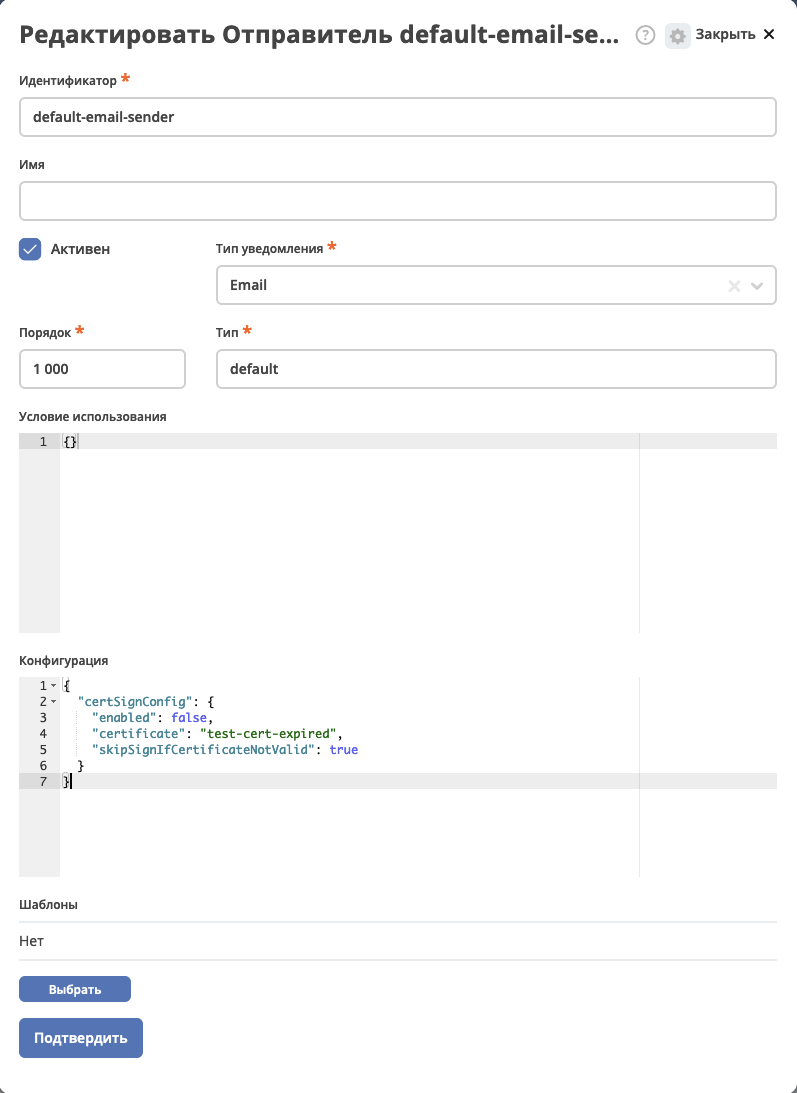 Редактировать Отправитель default-email-se...
? Закрыть ×
Идентификатор *
default-email-sender
Имя
Активен
Тип уведомления *
Email
Порядок *
Тип *
1 000
default
Условие использования
1 {}
Конфигурация
1 {
2 "certSignConfig": {
3 "enabled": false,
4 "certificate": "test-cert-expired",
5 "skipSignIfCertificateNotValid": true
6 }
7 }
Шаблоны
Нет
Выбрать
Подтвердить